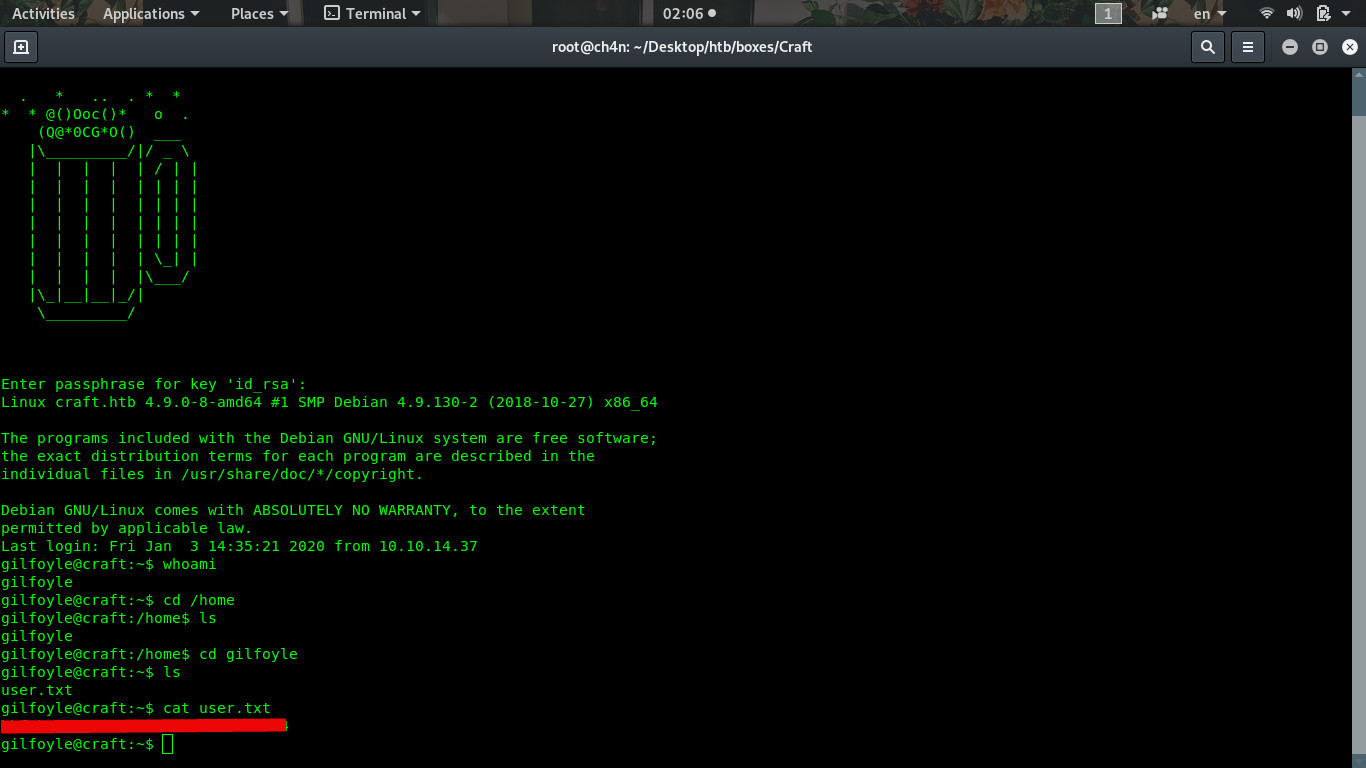 Activities Applications Places Terminal 02:06 1 en
root@ch4n: ~/Desktop/htb/boxes/Craft
  .   *   ..  . *  *
*  * @()Ooc()*   o  .
    (Q@*0CG*O()  ___
   |\_________/|/ _ \
   |  |  |  |  | / | |
   |  |  |  |  | | | |
   |  |  |  |  | | | |
   |  |  |  |  | | | |
   |  |  |  |  | | | |
   |  |  |  |  | \_| |
   |  |  |  |  |\___/
   |\_|__|__|_/|
    \_________/
Enter passphrase for key 'id_rsa':
Linux craft.htb 4.9.0-8-amd64 #1 SMP Debian 4.9.130-2 (2018-10-27) x86_64
The programs included with the Debian GNU/Linux system are free software;
the exact distribution terms for each program are described in the
individual files in /usr/share/doc/*/copyright.
Debian GNU/Linux comes with ABSOLUTELY NO WARRANTY, to the extent
permitted by applicable law.
Last login: Fri Jan  3 14:35:21 2020 from 10.10.14.37
gilfoyle@craft:~$ whoami
gilfoyle
gilfoyle@craft:~$ cd /home
gilfoyle@craft:/home$ ls
gilfoyle
gilfoyle@craft:/home$ cd gilfoyle
gilfoyle@craft:~$ ls
user.txt
gilfoyle@craft:~$ cat user.txt
gilfoyle@craft:~$